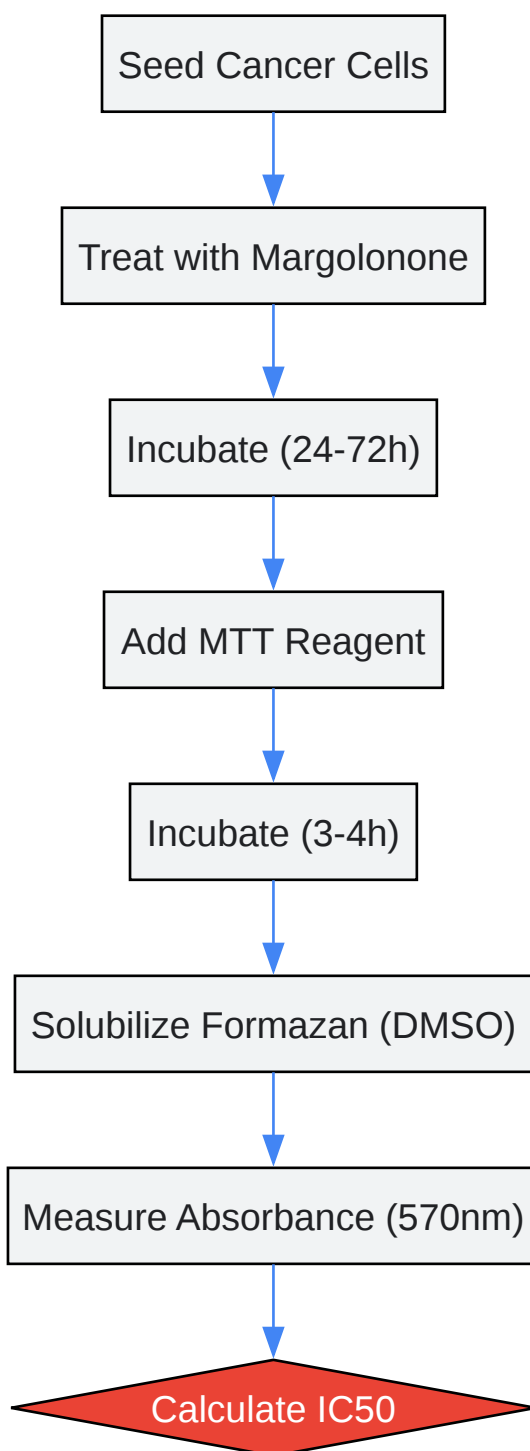 Seed Cancer Cells
Treat with Margolonone
Incubate (24-72h)
Add MTT Reagent
Incubate (3-4h)
Solubilize Formazan (DMSO)
Measure Absorbance (570nm)
Calculate IC50